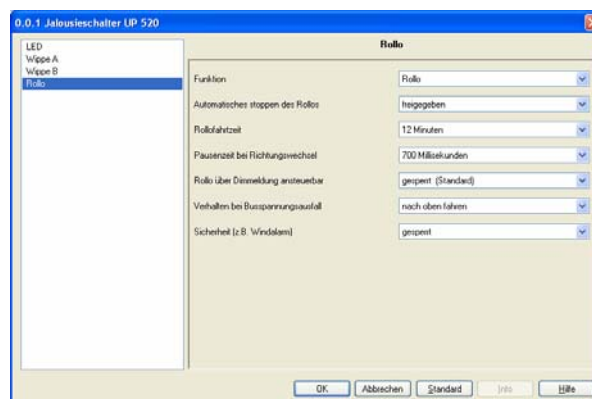 0.0.1 Jalousieschalter UP 520
LED
Wippe A
Wippe B
Rollo
Rollo
Funktion Rollo
Automatisches stoppen des Rollos freigegeben
Rollofahrtzeit 12 Minuten
Pausenzeit bei Richtungswechsel 700 Millisekunden
Rollo über Dimmeldung ansteuerbar gesperrt (Standard)
Verhalten bei Busspannungsausfall nach oben fahren
Sicherheit (z.B. Windalarm) gesperrt
OK Abbrechen Standard Info Hilfe